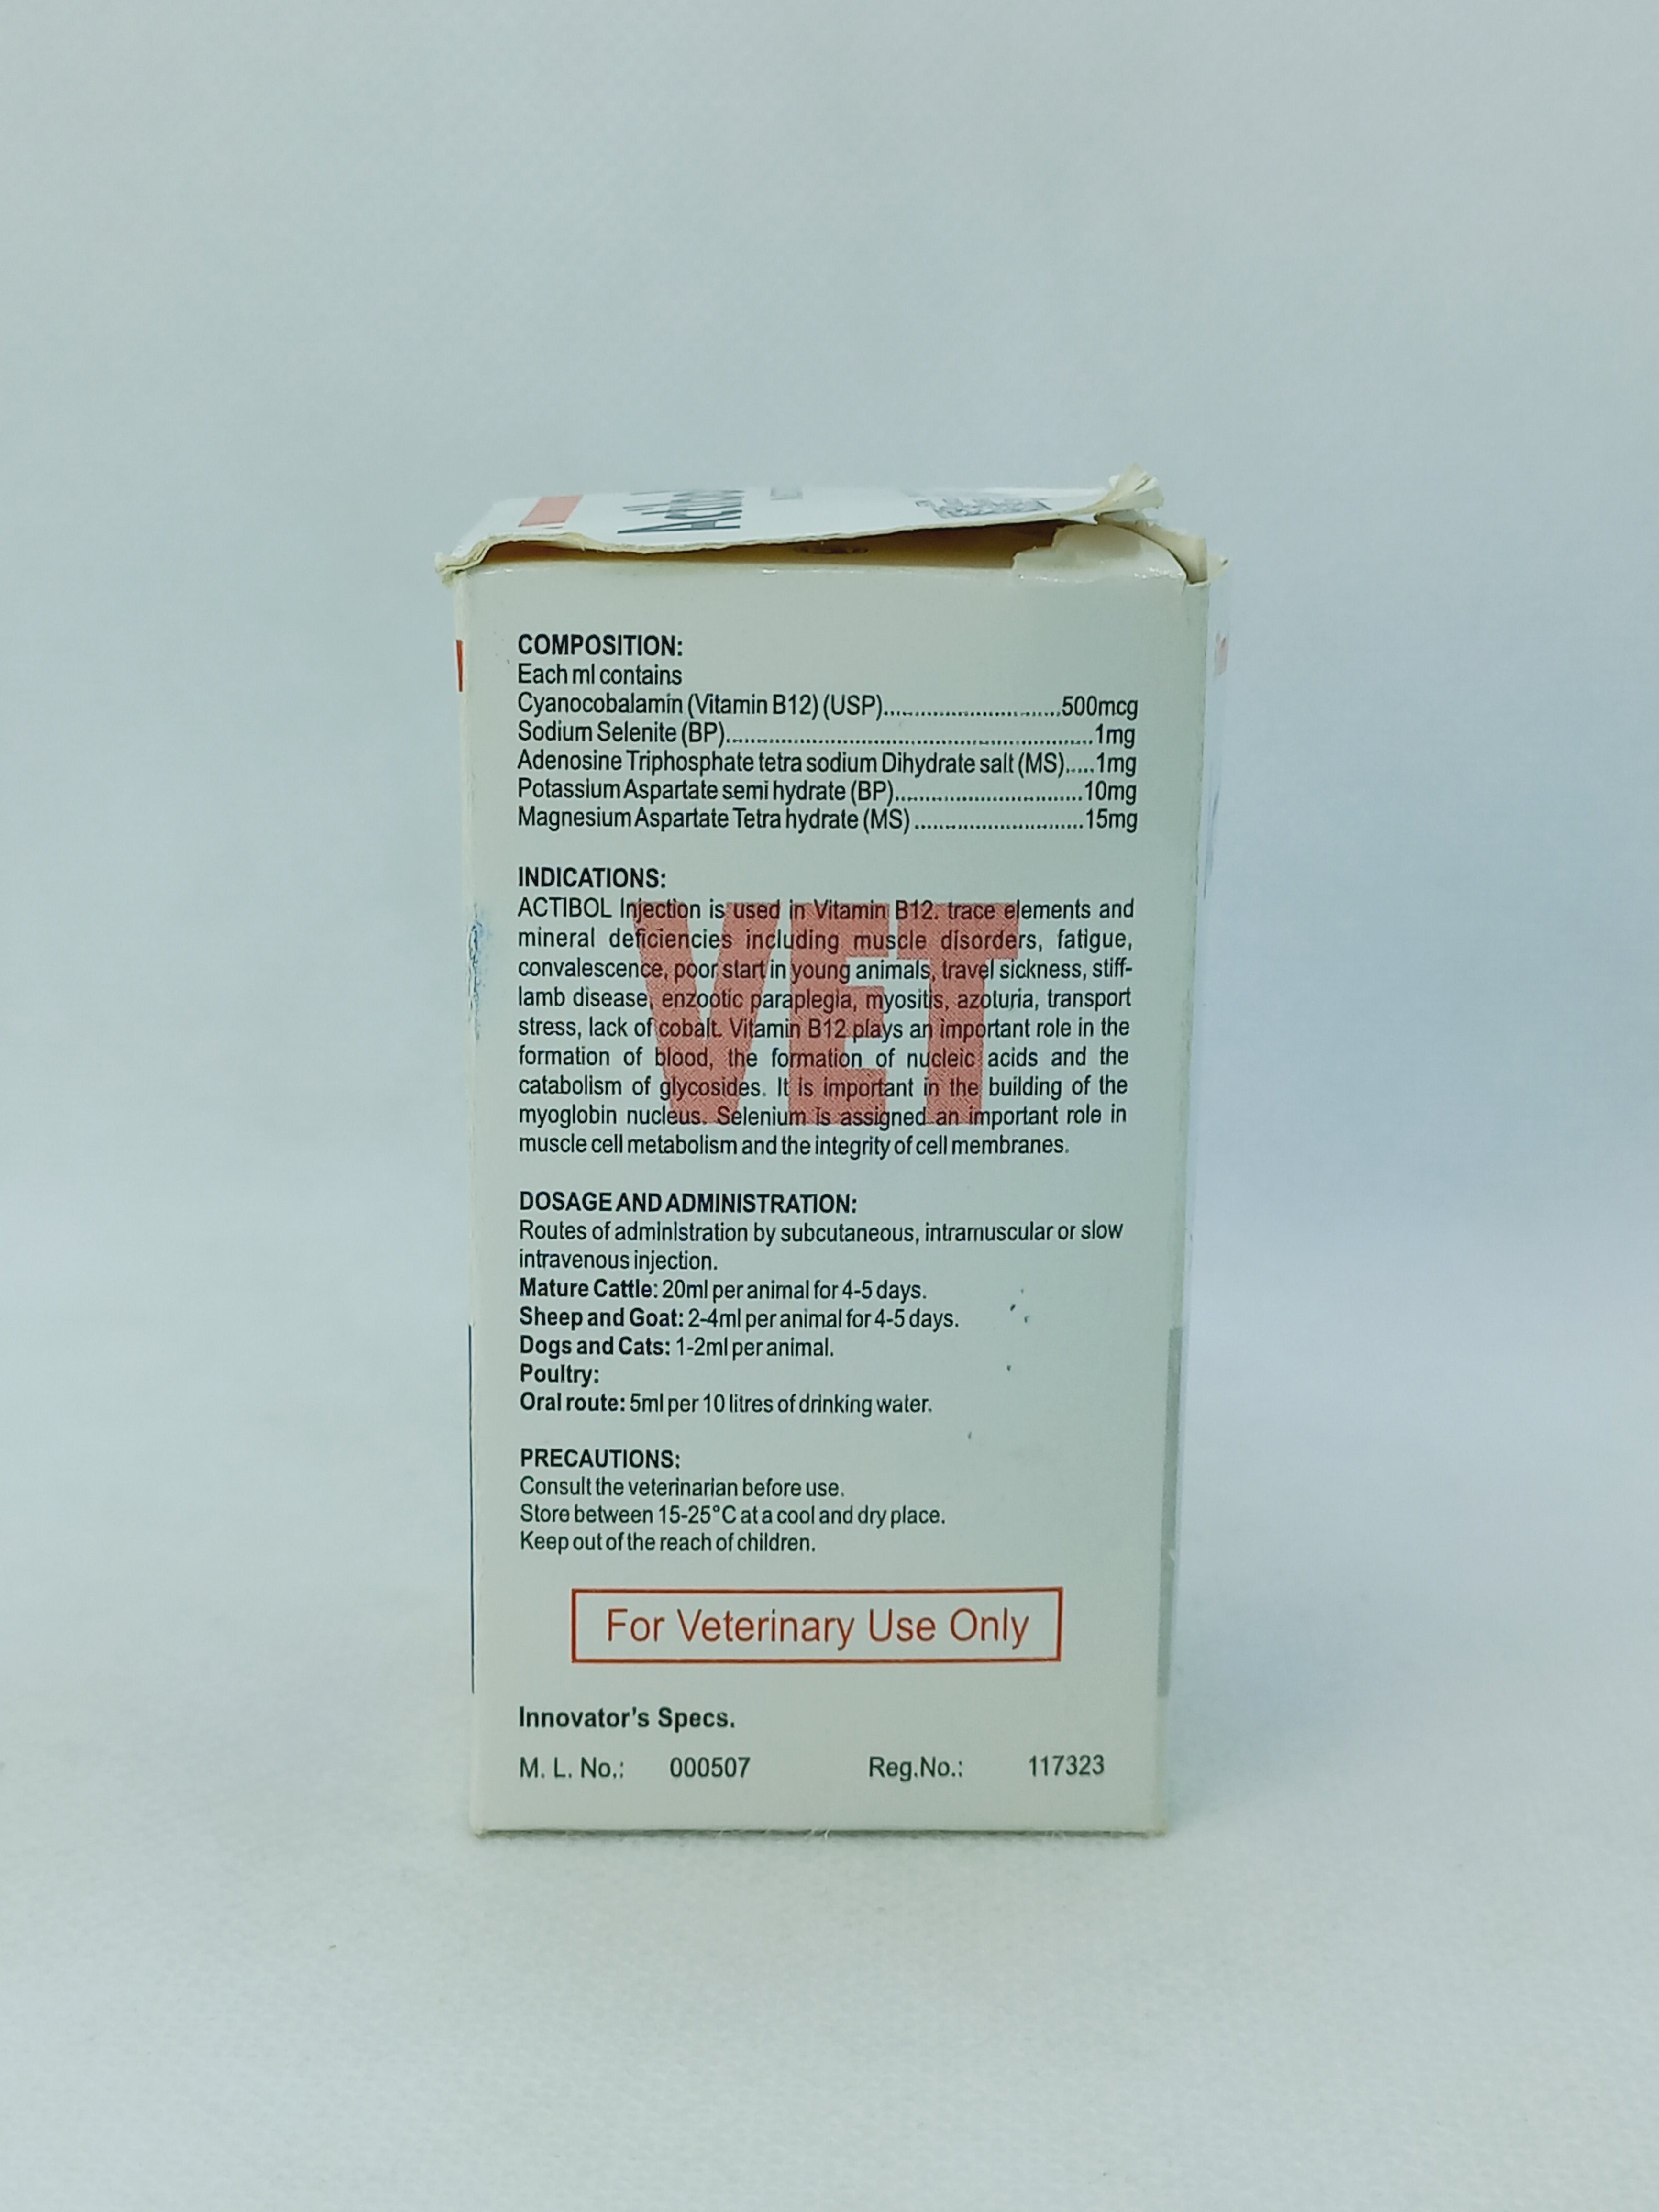 COMPOSITION:
Each ml contains
Cyanocobalamin (Vitamin B12) (USP)..............................500mcg
Sodium Selenite (BP)..............................................................1mg
Adenosine Triphosphate tetra sodium Dihydrate salt (MS).....1mg
Potassium Aspartate semi hydrate (BP)................................10mg
Magnesium Aspartate Tetra hydrate (MS).............................15mg
INDICATIONS:
ACTIBOL Injection is used in Vitamin B12. trace elements and
mineral deficiencies including muscle disorders, fatigue,
convalescence, poor start in young animals, travel sickness, stiff-
lamb disease, enzootic paraplegia, myositis, azoturia, transport
stress, lack of cobalt. Vitamin B12 plays an important role in the
formation of blood, the formation of nucleic acids and the
catabolism of glycosides. It is important in the building of the
myoglobin nucleus. Selenium is assigned an important role in
muscle cell metabolism and the integrity of cell membranes.
VET
DOSAGE AND ADMINISTRATION:
Routes of administration by subcutaneous, intramuscular or slow
intravenous injection.
Mature Cattle: 20ml per animal for 4-5 days.
Sheep and Goat: 2-4ml per animal for 4-5 days.
Dogs and Cats: 1-2ml per animal.
Poultry:
Oral route: 5ml per 10 litres of drinking water.
PRECAUTIONS:
Consult the veterinarian before use.
Store between 15-25°C at a cool and dry place.
Keep out of the reach of children.
For Veterinary Use Only
Innovator's Specs.
M. L. No.: 000507 Reg.No.: 117323